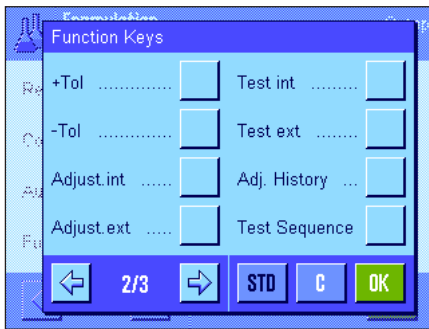 Formulation
Function Keys
+Tol ..............
Test int .........
-Tol ..............
Test ext ........
Adjust.int ......
Adj. History ...
Adjust.ext .....
Test Sequence
2/3
STD
C
OK